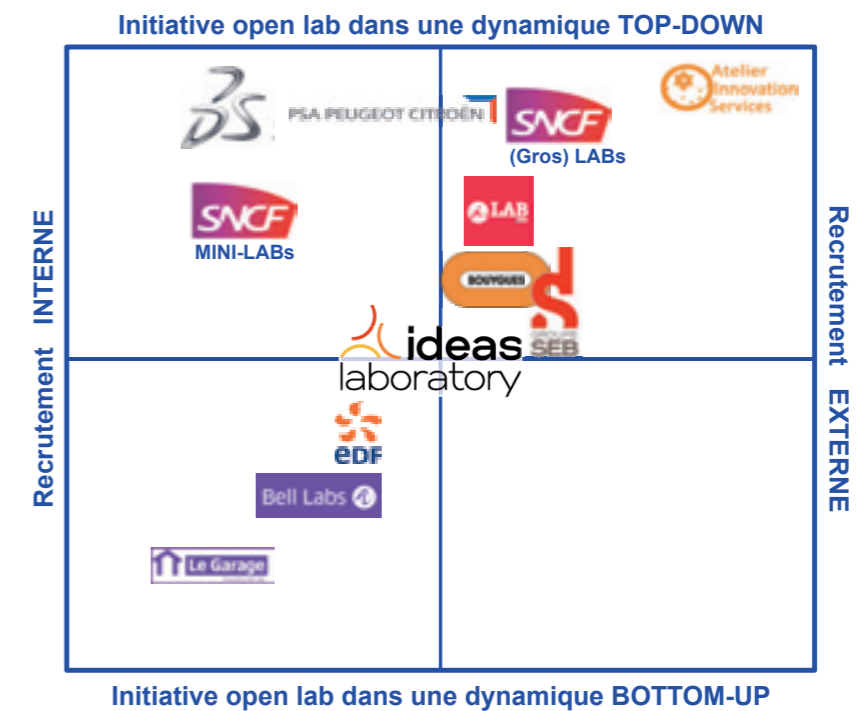 Initiative open lab dans une dynamique TOP-DOWN
Atelier
Innovation
Services
PSA PEUGEOT CITROËN
SNCF
(Gros) LABs
LAB
SNCF
MINI-LABs
BOUYGUES
GROUPE
SEB
ideas
laboratory
Recrutement INTERNE
Recrutement EXTERNE
eDF
Bell Labs
Le Garage
Initiative open lab dans une dynamique BOTTOM-UP